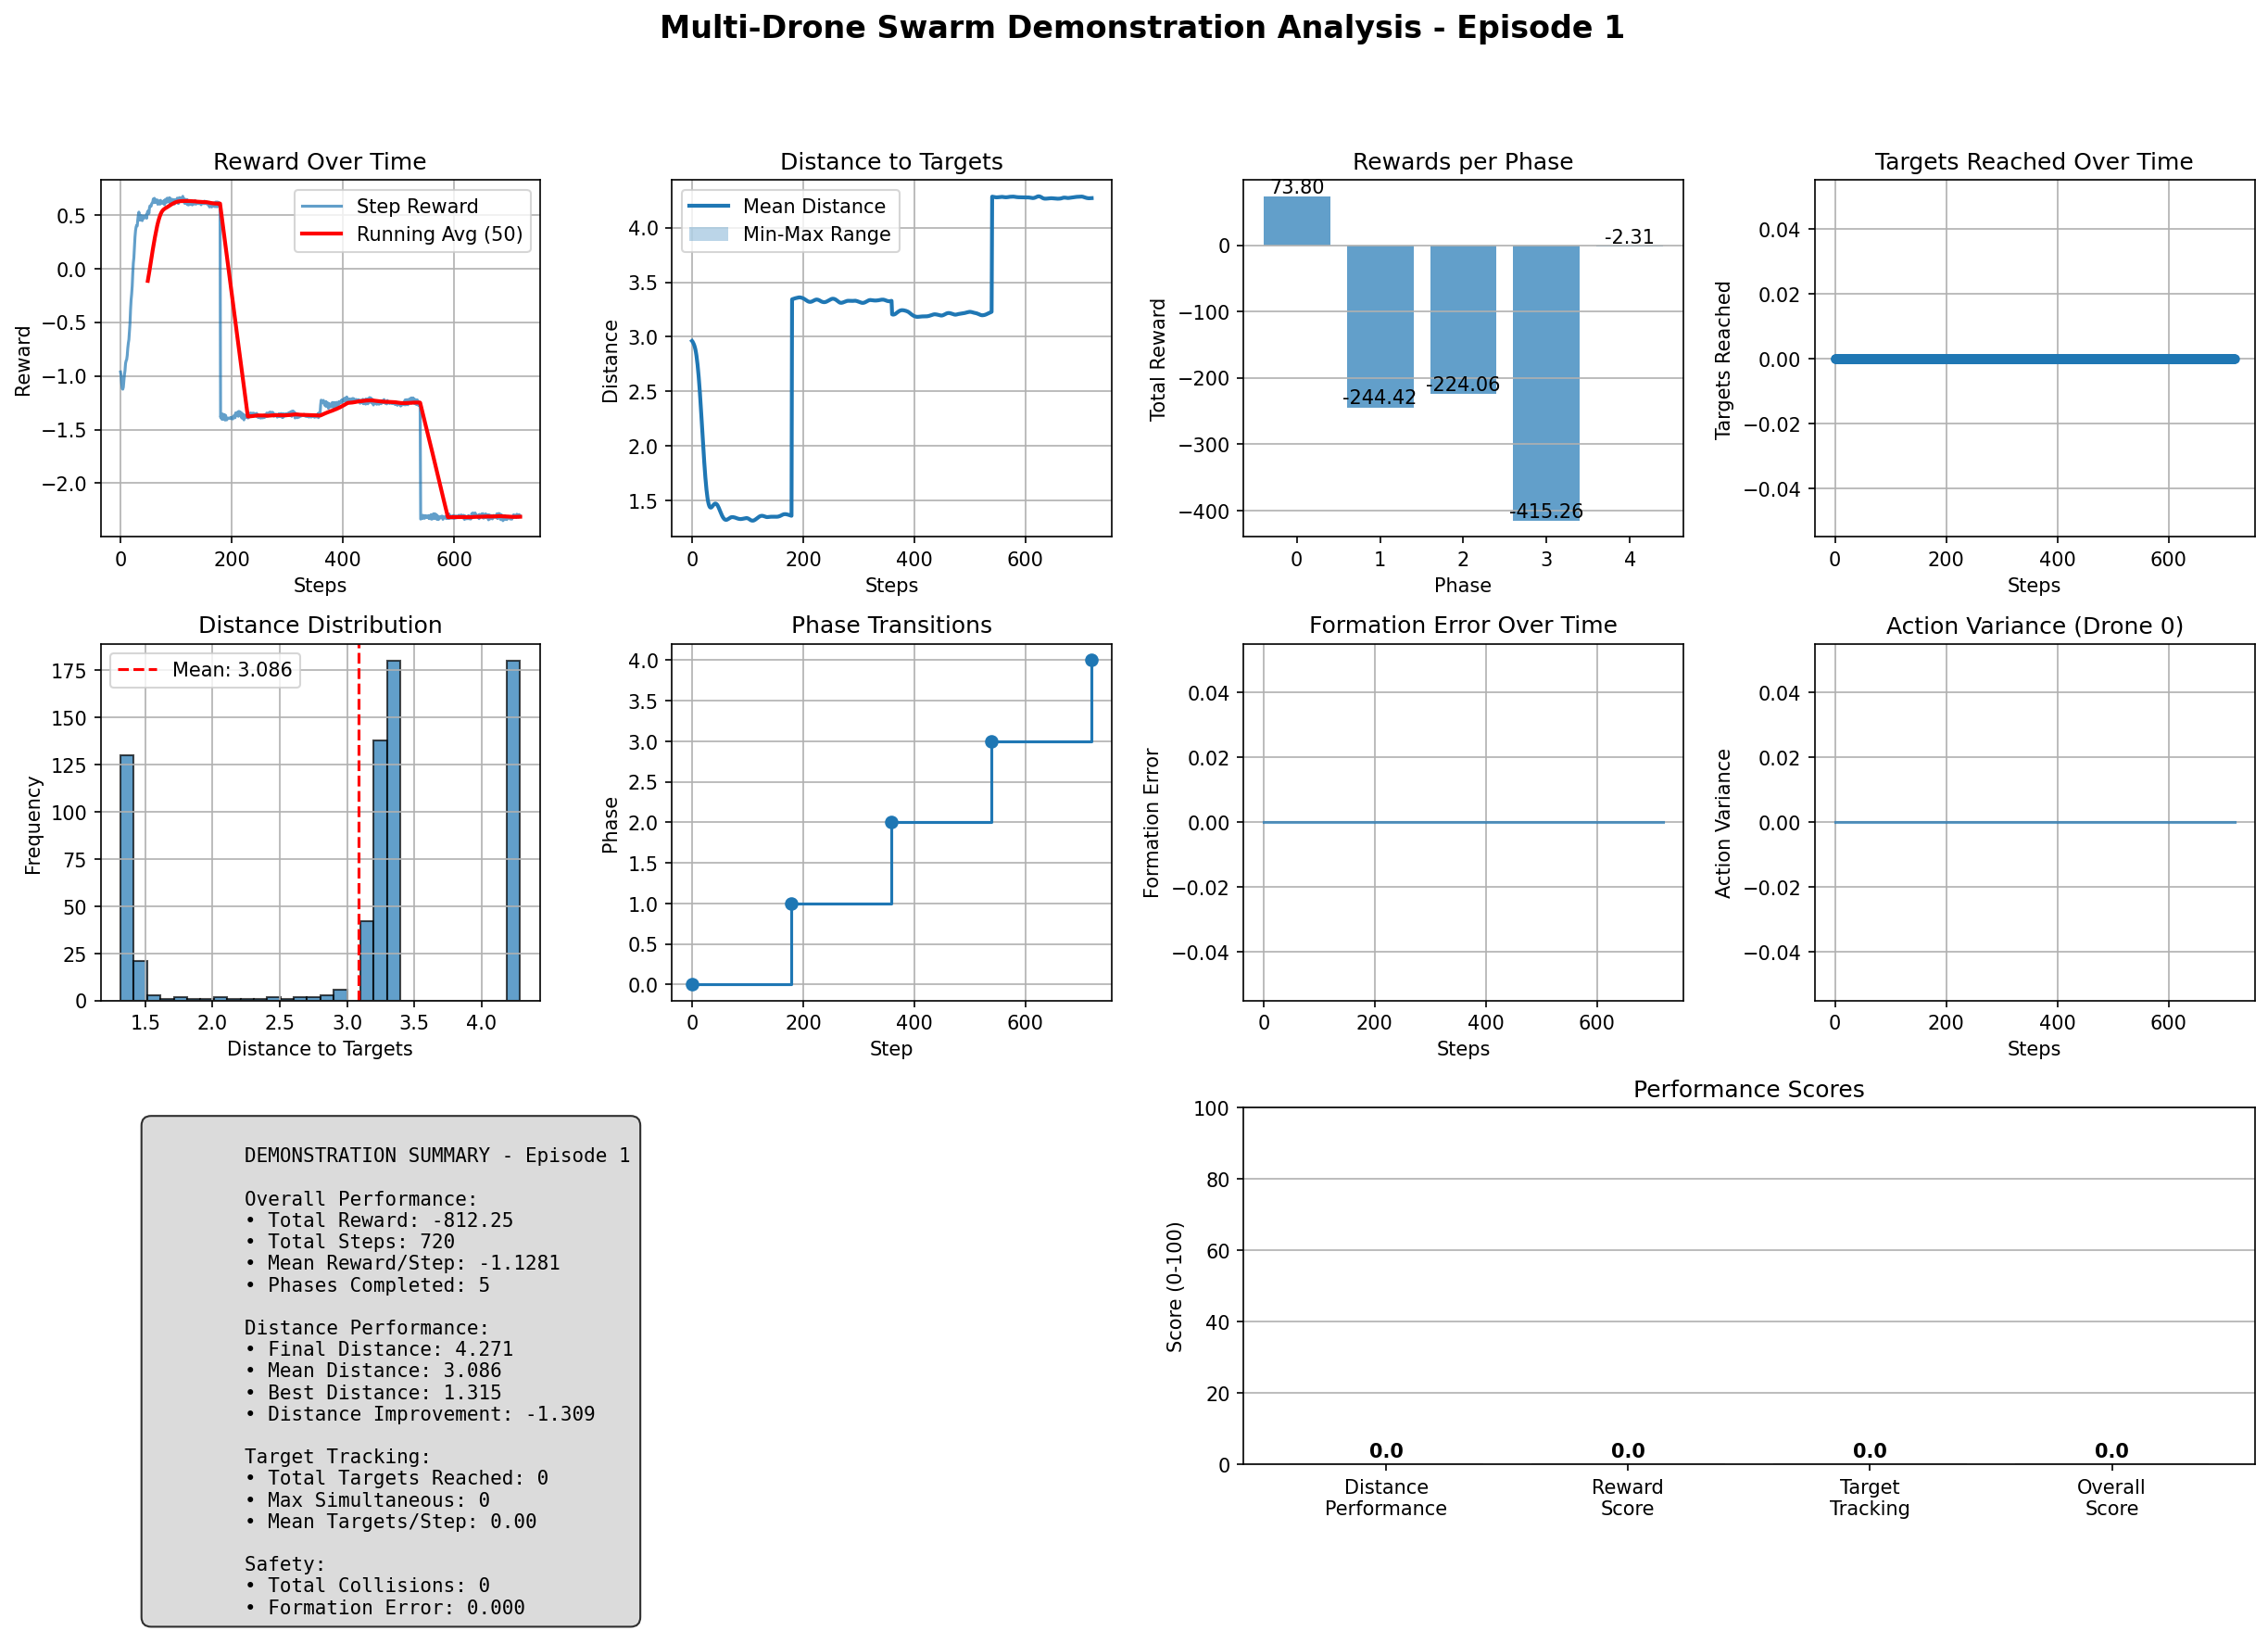 Multi-Drone Swarm Demonstration Analysis - Episode 1
Reward Over Time
Step Reward
Running Avg (50)
0.5
0.0
−0.5
−1.0
−1.5
−2.0
Reward
0 200 400 600
Steps
Distance to Targets
Mean Distance
Min-Max Range
4.0
3.5
3.0
2.5
2.0
1.5
Distance
0 200 400 600
Steps
Rewards per Phase
73.80
-244.42
-224.06
-415.26
-2.31
0
−100
−200
−300
−400
Total Reward
0 1 2 3 4
Phase
Targets Reached Over Time
0.04
0.02
0.00
−0.02
−0.04
Targets Reached
0 200 400 600
Steps
Distance Distribution
Mean: 3.086
175
150
125
100
75
50
25
0
Frequency
1.5 2.0 2.5 3.0 3.5 4.0
Distance to Targets
Phase Transitions
4.0
3.5
3.0
2.5
2.0
1.5
1.0
0.5
0.0
Phase
0 200 400 600
Step
Formation Error Over Time
0.04
0.02
0.00
−0.02
−0.04
Formation Error
0 200 400 600
Steps
Action Variance (Drone 0)
0.04
0.02
0.00
−0.02
−0.04
Action Variance
0 200 400 600
Steps
DEMONSTRATION SUMMARY - Episode 1
Overall Performance:
• Total Reward: -812.25
• Total Steps: 720
• Mean Reward/Step: -1.1281
• Phases Completed: 5
Distance Performance:
• Final Distance: 4.271
• Mean Distance: 3.086
• Best Distance: 1.315
• Distance Improvement: -1.309
Target Tracking:
• Total Targets Reached: 0
• Max Simultaneous: 0
• Mean Targets/Step: 0.00
Safety:
• Total Collisions: 0
• Formation Error: 0.000
Performance Scores
100
80
60
40
20
0
Score (0-100)
0.0 0.0 0.0 0.0
Distance
Performance
Reward
Score
Target
Tracking
Overall
Score